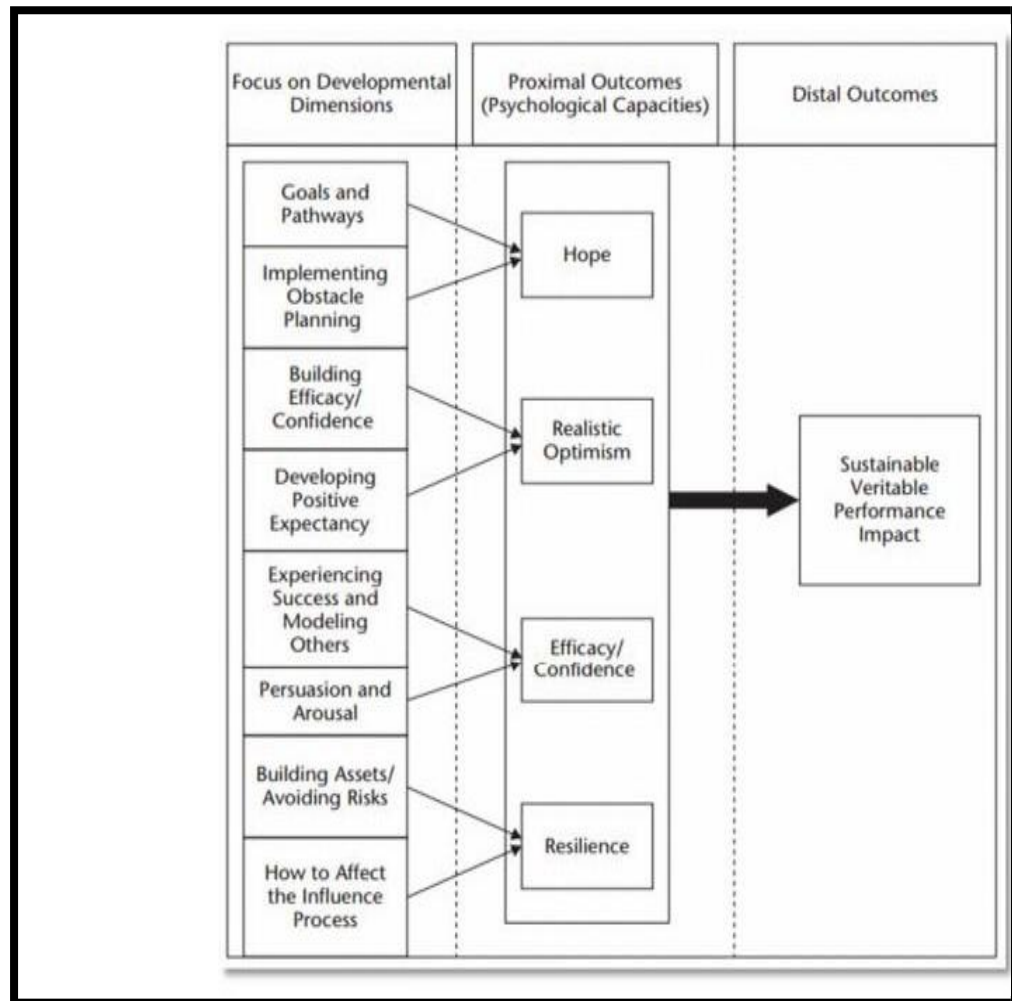 Focus on Developmental
Dimensions
Proximal Outcomes
(Psychological Capacities)
Distal Outcomes
Goals and
Pathways
Implementing
Obstacle
Planning
Building
Efficacy/
Confidence
Developing
Positive
Expectancy
Experiencing
Success and
Modeling
Others
Persuasion and
Arousal
Building Assets/
Avoiding Risks
How to Affect
the Influence
Process
Hope
Realistic
Optimism
Efficacy/
Confidence
Resilience
Sustainable
Veritable
Performance
Impact